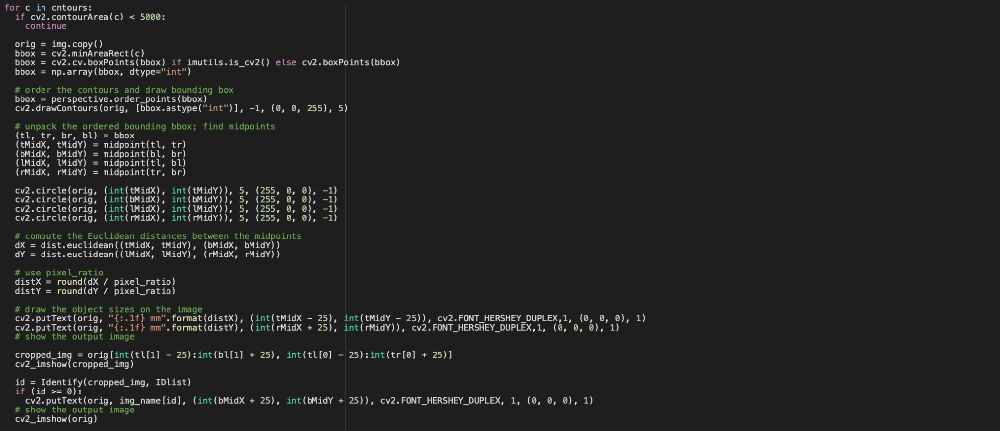 for c in cntours:
  if cv2.contourArea(c) < 5000:
    continue

  orig = img.copy()
  bbox = cv2.minAreaRect(c)
  bbox = cv2.cv.boxPoints(bbox) if imutils.is_cv2() else cv2.boxPoints(bbox)
  bbox = np.array(bbox, dtype="int")

  # order the contours and draw bounding box
  bbox = perspective.order_points(bbox)
  cv2.drawContours(orig, [bbox.astype("int")], -1, (0, 0, 255), 5)

  # unpack the ordered bounding bbox; find midpoints
  (tl, tr, br, bl) = bbox
  (tMidX, tMidY) = midpoint(tl, tr)
  (bMidX, bMidY) = midpoint(bl, br)
  (lMidX, lMidY) = midpoint(tl, bl)
  (rMidX, rMidY) = midpoint(tr, br)

  cv2.circle(orig, (int(tMidX), int(tMidY)), 5, (255, 0, 0), -1)
  cv2.circle(orig, (int(bMidX), int(bMidY)), 5, (255, 0, 0), -1)
  cv2.circle(orig, (int(lMidX), int(lMidY)), 5, (255, 0, 0), -1)
  cv2.circle(orig, (int(rMidX), int(rMidY)), 5, (255, 0, 0), -1)

  # compute the Euclidean distances between the midpoints
  dX = dist.euclidean((tMidX, tMidY), (bMidX, bMidY))
  dY = dist.euclidean((lMidX, lMidY), (rMidX, rMidY))

  # use pixel_ratio
  distX = round(dX / pixel_ratio)
  distY = round(dY / pixel_ratio)

  # draw the object sizes on the image
  cv2.putText(orig, "{:.1f} mm".format(distX), (int(tMidX - 25), int(tMidY - 25)), cv2.FONT_HERSHEY_DUPLEX,1, (0, 0, 0), 1)
  cv2.putText(orig, "{:.1f} mm".format(distY), (int(rMidX + 25), int(rMidY)), cv2.FONT_HERSHEY_DUPLEX,1, (0, 0, 0), 1)
  # show the output image

  cropped_img = orig[int(tl[1] - 25):int(bl[1] + 25), int(tl[0] - 25):int(tr[0] + 25)]
  cv2_imshow(cropped_img)

  id = Identify(cropped_img, IDlist)
  if (id >= 0):
    cv2.putText(orig, img_name[id], (int(bMidX + 25), int(bMidY + 25)), cv2.FONT_HERSHEY_DUPLEX, 1, (0, 0, 0), 1)
  # show the output image
  cv2_imshow(orig)